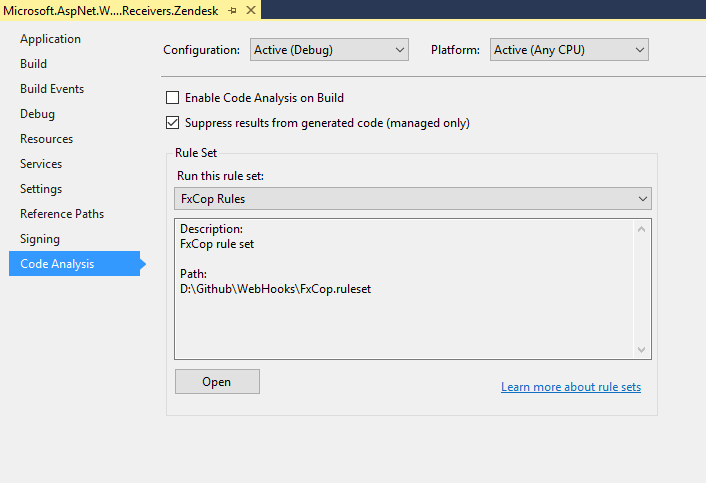 Microsoft.AspNet.W....Receivers.Zendesk
Application
Build
Build Events
Debug
Resources
Services
Settings
Reference Paths
Signing
Code Analysis
Configuration: Active (Debug) Platform: Active (Any CPU)
Enable Code Analysis on Build
Suppress results from generated code (managed only)
Rule Set
Run this rule set:
FxCop Rules
Description:
FxCop rule set
Path:
D:\Github\WebHooks\FxCop.ruleset
Open
Learn more about rule sets